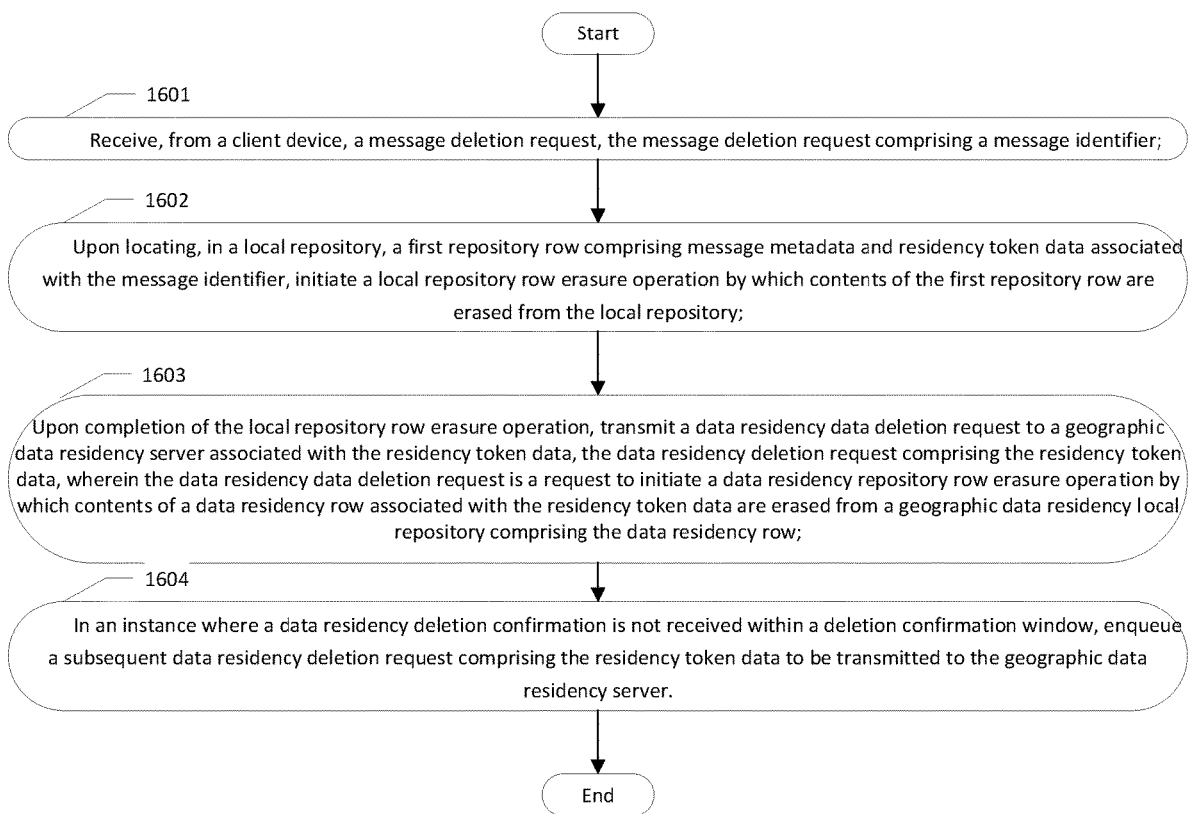 Start
1601
Receive, from a client device, a message deletion request, the message deletion request comprising a message identifier;
1602
Upon locating, in a local repository, a first repository row comprising message metadata and residency token data associated
with the message identifier, initiate a local repository row erasure operation by which contents of the first repository row are
erased from the local repository;
1603
Upon completion of the local repository row erasure operation, transmit a data residency data deletion request to a geographic
data residency server associated with the residency token data, the data residency deletion request comprising the residency token
data, wherein the data residency data deletion request is a request to initiate a data residency repository row erasure operation by
which contents of a data residency row associated with the residency token data are erased from a geographic data residency local
repository comprising the data residency row;
1604
In an instance where a data residency deletion confirmation is not received within a deletion confirmation window, enqueue
a subsequent data residency deletion request comprising the residency token data to be transmitted to the geographic data
residency server.
End